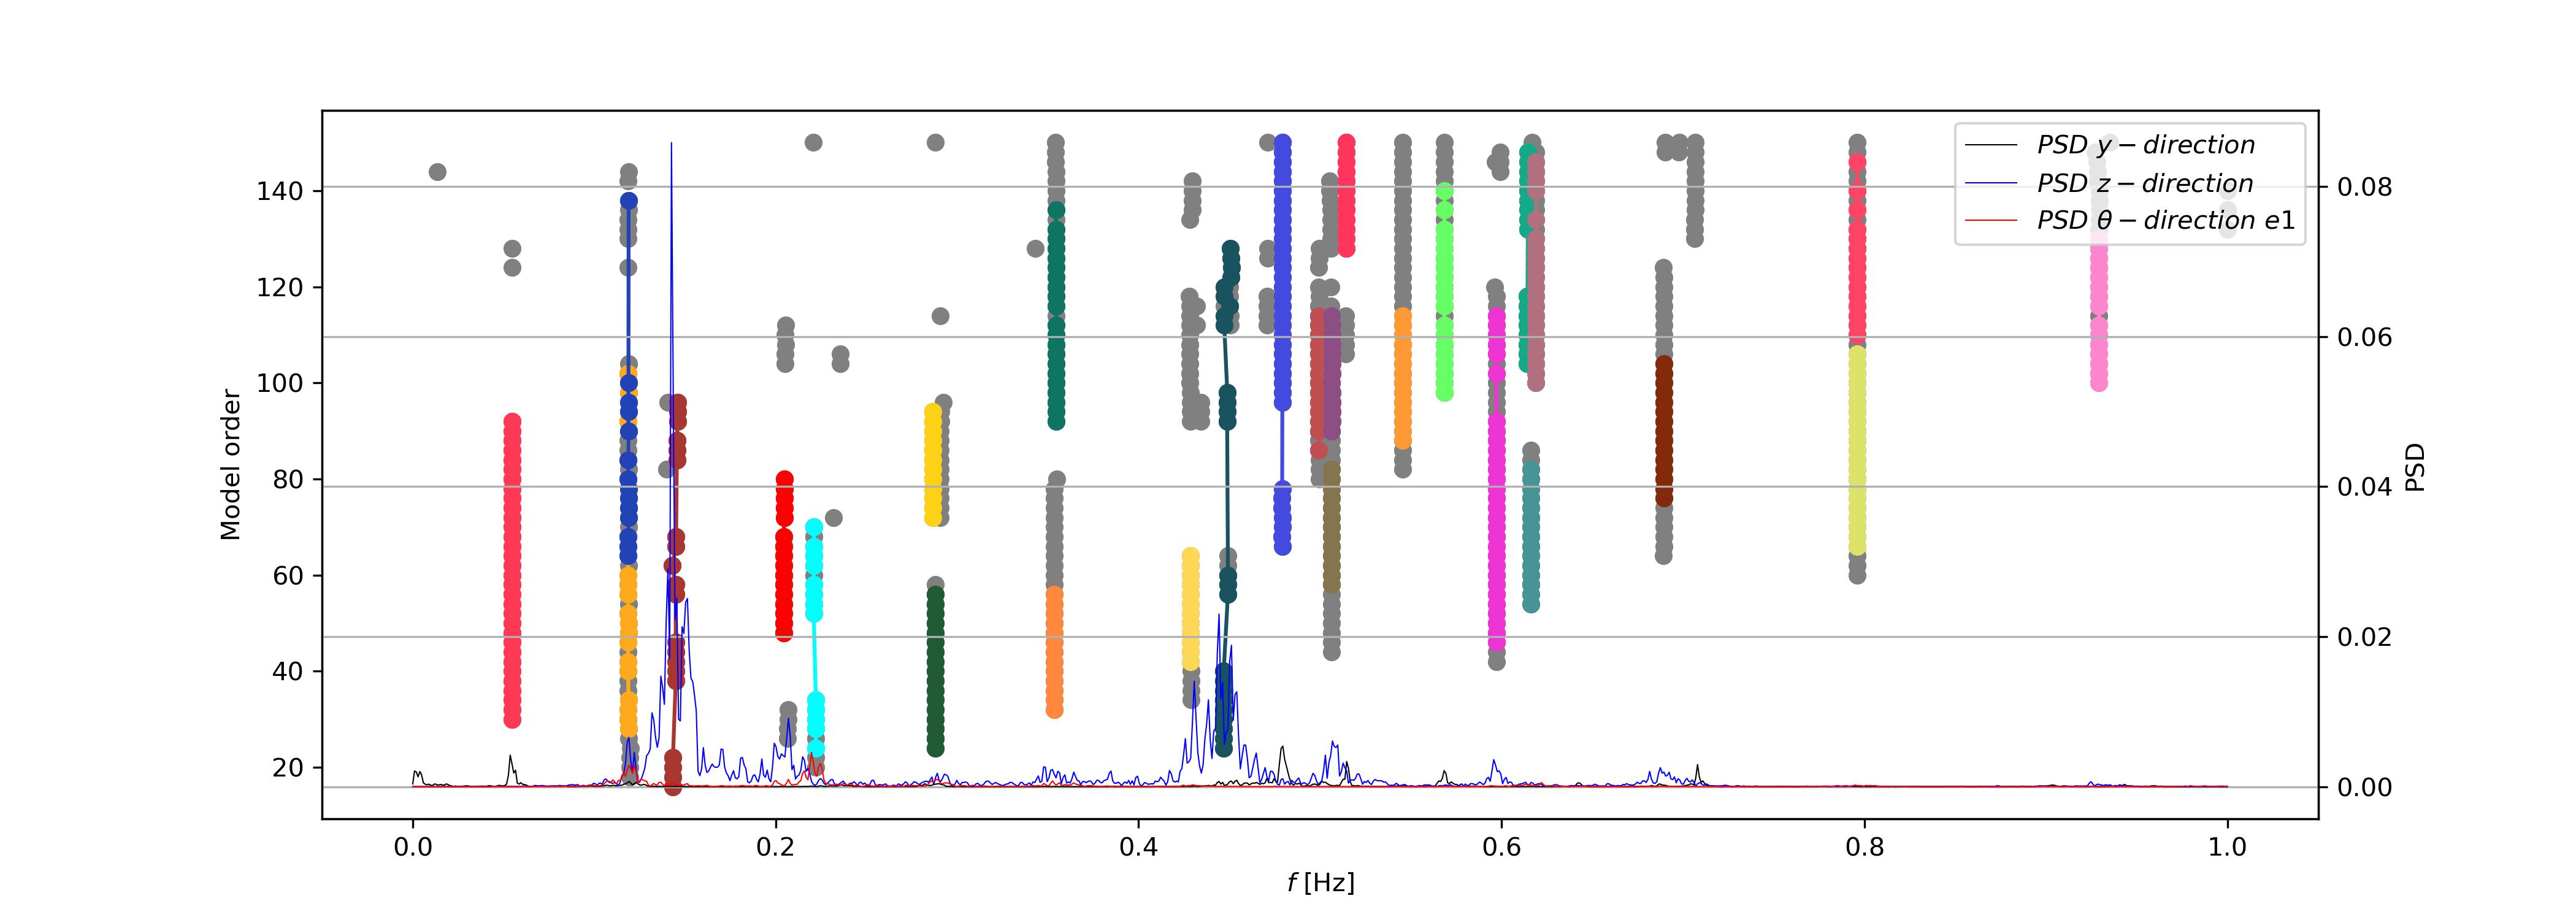 PSD y − direction
PSD z − direction
PSD θ − direction e1
Model order
140
120
100
80
60
40
20
0.08
0.06
0.04
0.02
0.00
PSD
0.0 0.2 0.4 0.6 0.8 1.0
f [Hz]